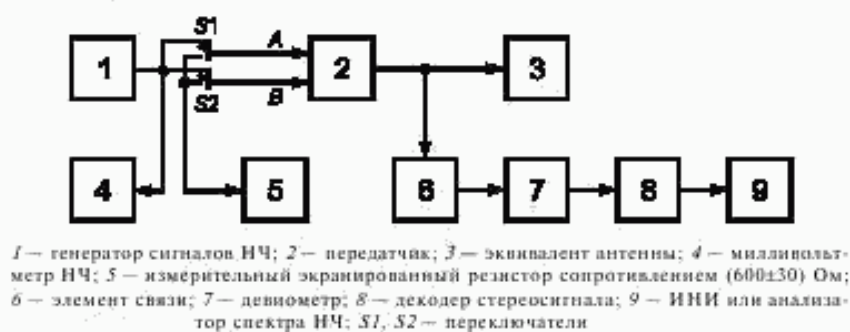 S1
A
1
2
3
S2
B
4
5
6
7
8
9
1 — генератор сигналов НЧ; 2 — передатчик; 3 — эквивалент антенны; 4 — милливольт-
метр НЧ; 5 — измерительный экранированный резистор сопротивлением (600±30) Ом;
6 — элемент связи; 7 — девиометр; 8 — декодер стереосигнала; 9 — ИНИ или анализа-
тор спектра НЧ; S1, S2 — переключатели